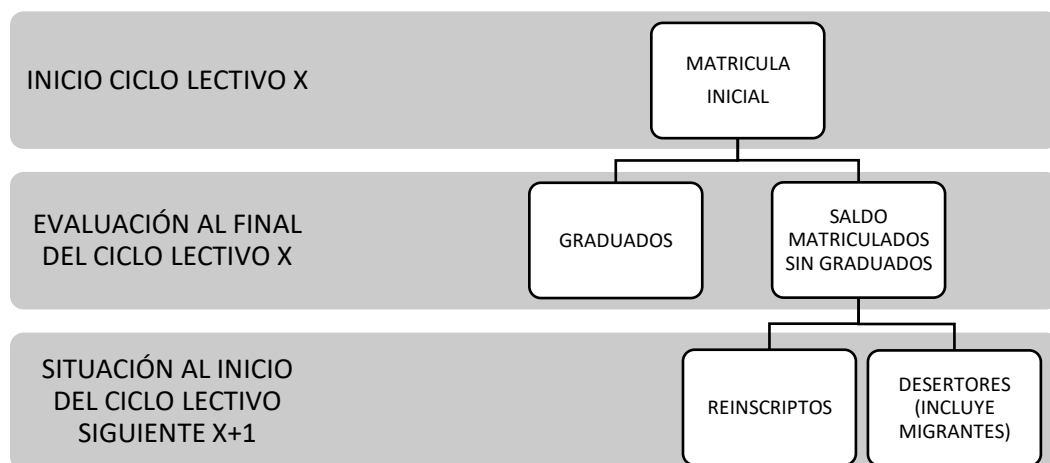 INICIO CICLO LECTIVO X
MATRICULA
INICIAL
EVALUACIÓN AL FINAL
DEL CICLO LECTIVO X
GRADUADOS
SALDO
MATRICULADOS
SIN GRADUADOS
SITUACIÓN AL INICIO
DEL CICLO LECTIVO
SIGUIENTE X+1
REINSCRIPTOS
DESERTORES
(INCLUYE
MIGRANTES)